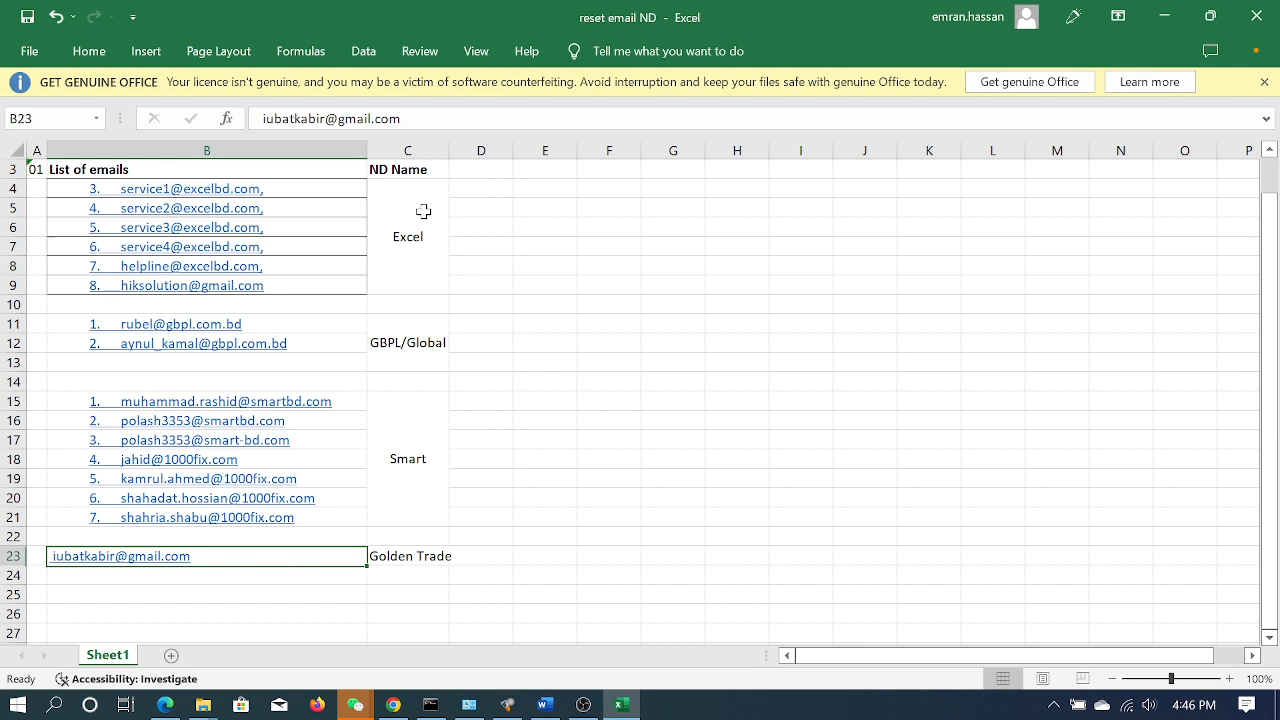 reset email ND - Excel
emran.hassan
File Home Insert Page Layout Formulas Data Review View Help Tell me what you want to do
GET GENUINE OFFICE Your licence isn't genuine, and you may be a victim of software counterfeiting. Avoid interruption and keep your files safe with genuine Office today. Get genuine Office Learn more
B23 fx iubatkabir@gmail.com
A B C D E F G H I J K L M N O P
3 01 List of emails ND Name
4 3. service1@excelbd.com,
5 4. service2@excelbd.com,
6 5. service3@excelbd.com,
Excel
7 6. service4@excelbd.com,
8 7. helpline@excelbd.com,
9 8. hiksolution@gmail.com
10
11 1. rubel@gbpl.com.bd
12 2. aynul_kamal@gbpl.com.bd GBPL/Global
13
14
15 1. muhammad.rashid@smartbd.com
16 2. polash3353@smartbd.com
17 3. polash3353@smart-bd.com
18 4. jahid@1000fix.com Smart
19 5. kamrul.ahmed@1000fix.com
20 6. shahadat.hossian@1000fix.com
21 7. shahria.shabu@1000fix.com
22
23 iubatkabir@gmail.com Golden Trade
24
25
26
27
Sheet1
Ready Accessibility: Investigate 100%
4:46 PM